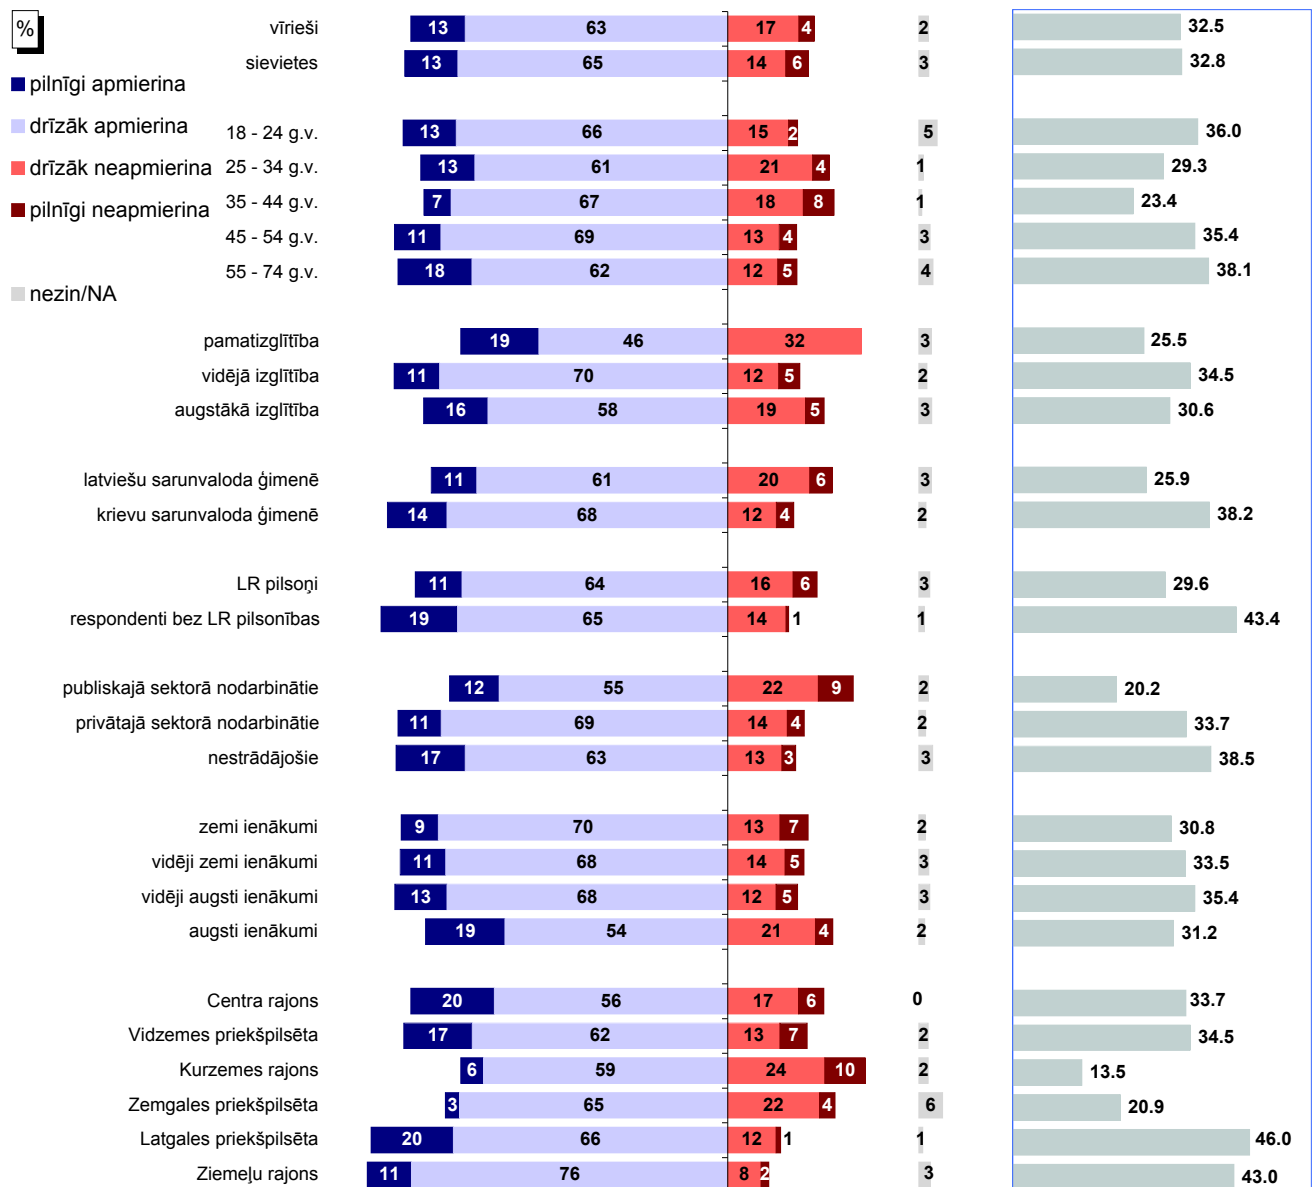 %
pilnīgi apmierina
drīzāk apmierina
drīzāk neapmierina
pilnīgi neapmierina
nezin/NA
vīrieši 13 63 17 4 2 32.5
sievietes 13 65 14 6 3 32.8
18 - 24 g.v. 13 66 15 2 5 36.0
25 - 34 g.v. 13 61 21 4 1 29.3
35 - 44 g.v. 7 67 18 8 1 23.4
45 - 54 g.v. 11 69 13 4 3 35.4
55 - 74 g.v. 18 62 12 5 4 38.1
pamatizglītība 19 46 32 3 25.5
vidējā izglītība 11 70 12 5 2 34.5
augstākā izglītība 16 58 19 5 3 30.6
latviešu sarunvaloda ģimenē 11 61 20 6 3 25.9
krievu sarunvaloda ģimenē 14 68 12 4 2 38.2
LR pilsoņi 11 64 16 6 3 29.6
respondenti bez LR pilsonības 19 65 14 1 1 43.4
publiskajā sektorā nodarbinātie 12 55 22 9 2 20.2
privātajā sektorā nodarbinātie 11 69 14 4 2 33.7
nestrādājošie 17 63 13 3 3 38.5
zemi ienākumi 9 70 13 7 2 30.8
vidēji zemi ienākumi 11 68 14 5 3 33.5
vidēji augsti ienākumi 13 68 12 5 3 35.4
augsti ienākumi 19 54 21 4 2 31.2
Centra rajons 20 56 17 6 0 33.7
Vidzemes priekšpilsēta 17 62 13 7 2 34.5
Kurzemes rajons 6 59 24 10 2 13.5
Zemgales priekšpilsēta 3 65 22 4 6 20.9
Latgales priekšpilsēta 20 66 12 1 1 46.0
Ziemeļu rajons 11 76 8 2 3 43.0